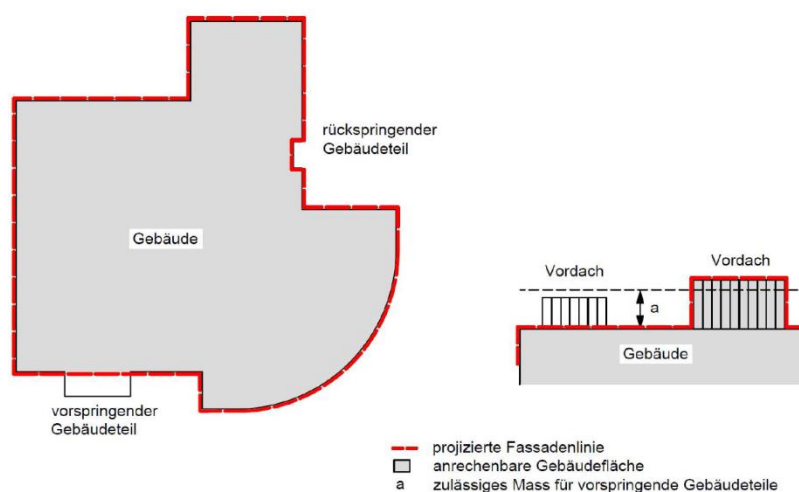 rückspringender
Gebäudeteil
Gebäude
Vordach
Vordach
a
Gebäude
vorspringender
Gebäudeteil
projizierte Fassadenlinie
anrechenbare Gebäudefläche
a zulässiges Mass für vorspringende Gebäudeteile